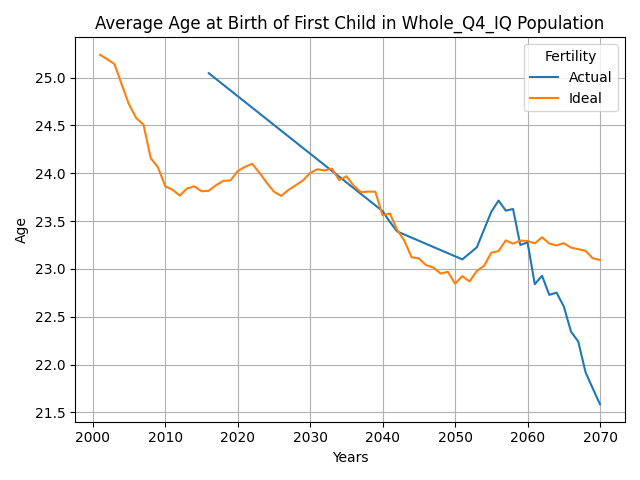 Average Age at Birth of First Child in Whole_Q4_IQ Population
Fertility
Actual
Ideal
25.0
24.5
24.0
23.5
23.0
22.5
22.0
21.5
Age
2000 2010 2020 2030 2040 2050 2060 2070
Years